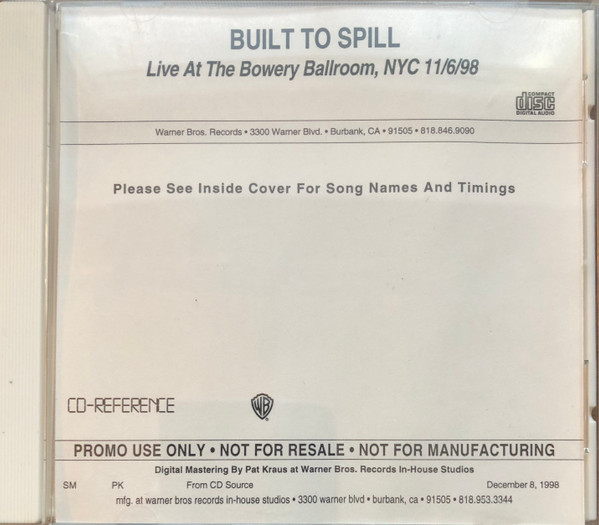 BUILT TO SPILL
Live At The Bowery Ballroom, NYC 11/6/98
COMPACT
disc
DIGITAL AUDIO
Warner Bros. Records • 3300 Warner Blvd. • Burbank, CA • 91505 • 818.846.9090
Please See Inside Cover For Song Names And Timings
CD-REFERENCE
WB
PROMO USE ONLY • NOT FOR RESALE • NOT FOR MANUFACTURING
Digital Mastering By Pat Kraus at Warner Bros. Records In-House Studios
SM PK From CD Source December 8, 1998
mfg. at warner bros records in-house studios • 3300 warner blvd • burbank, ca • 91505 • 818.953.3344